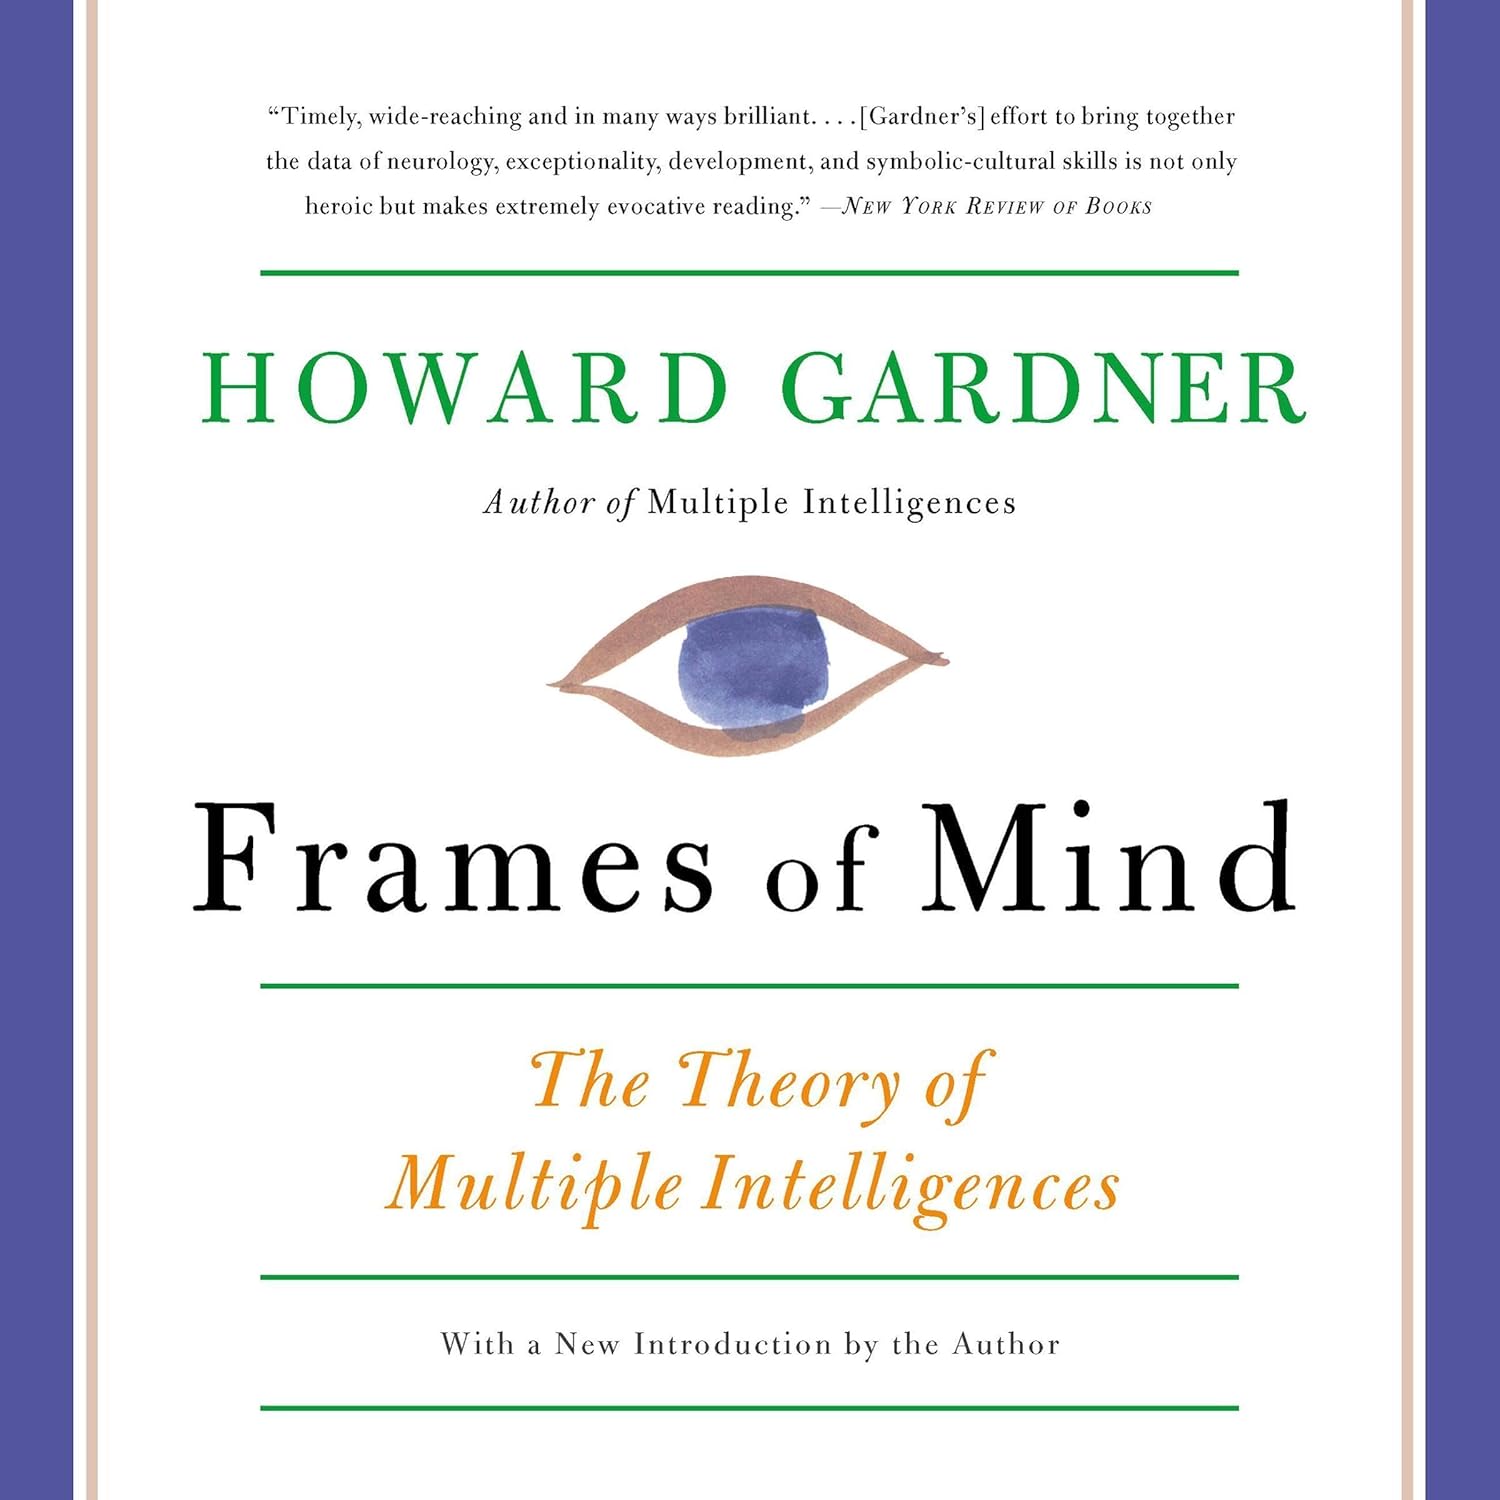 “Timely, wide-reaching and in many ways brilliant. . . .[Gardner’s] effort to bring together
the data of neurology, exceptionality, development, and symbolic-cultural skills is not only
heroic but makes extremely evocative reading.” —New York Review of Books
HOWARD GARDNER
Author of Multiple Intelligences
Frames of Mind
The Theory of
Multiple Intelligences
With a New Introduction by the Author